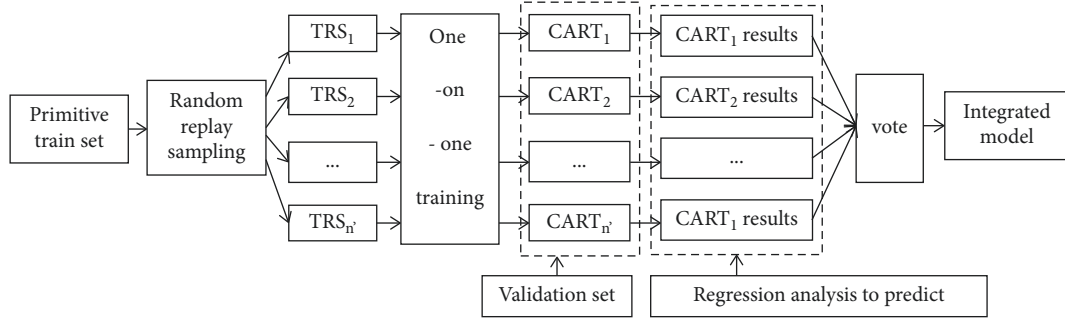 Primitive
train set
Random
replay
sampling
TRS1
TRS2
...
TRSn'
One
-on
- one
training
CART1
CART2
...
CARTn'
CART1 results
CART2 results
...
CART1 results
vote
Integrated
model
Validation set
Regression analysis to predict